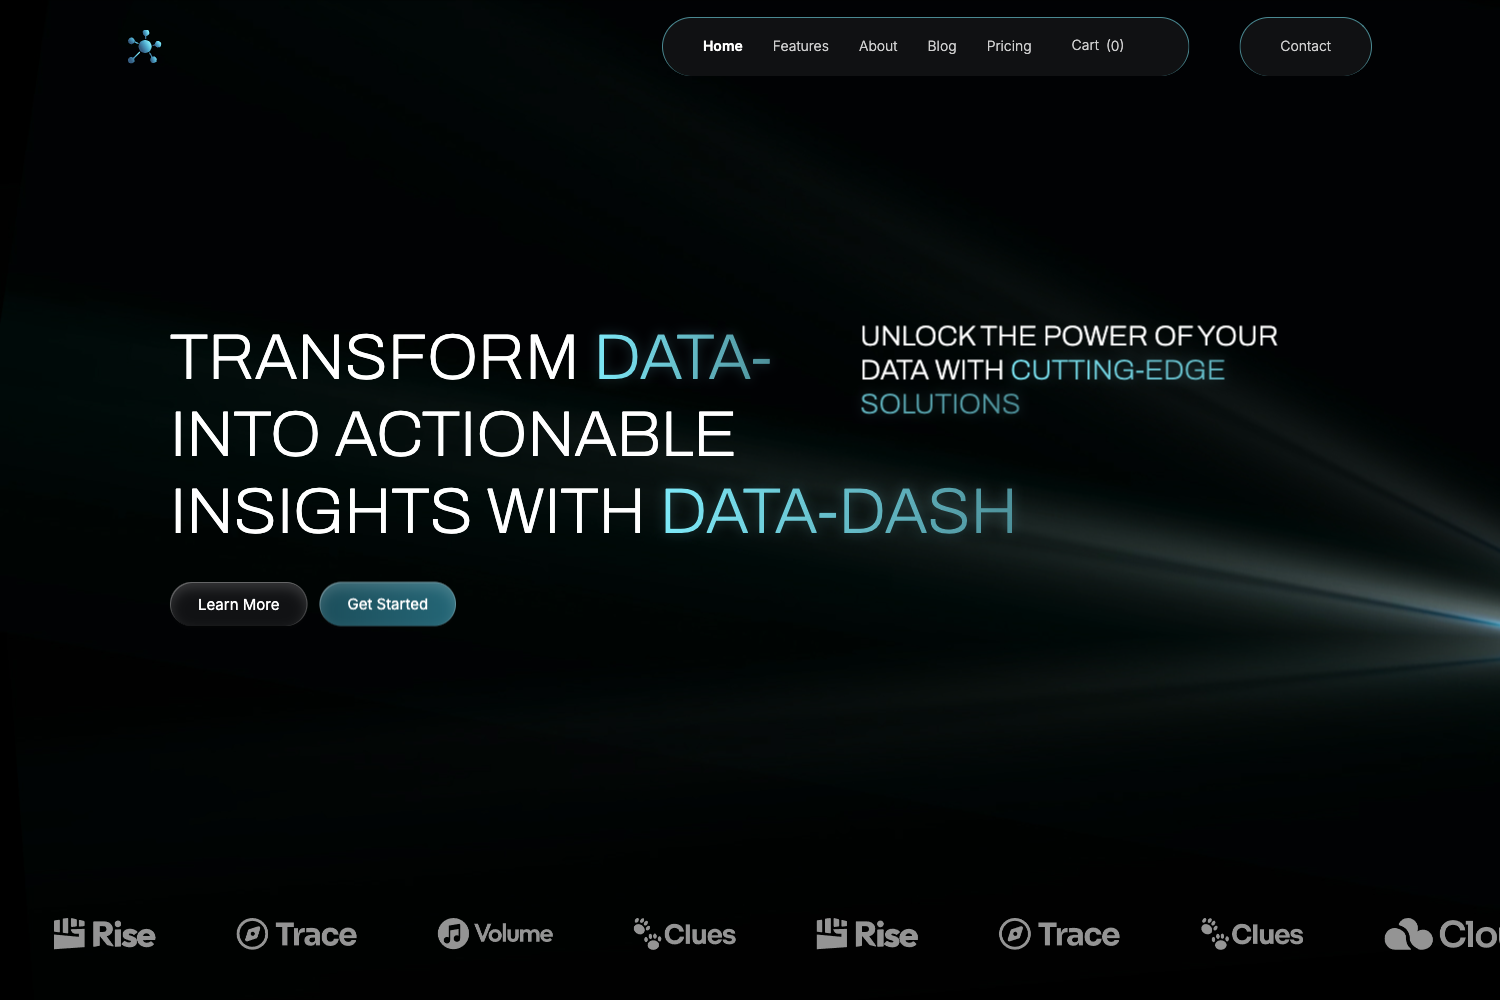 Home Features About Blog Pricing Cart (0) Contact
TRANSFORM DATA-
INTO ACTIONABLE
INSIGHTS WITH DATA-DASH
UNLOCK THE POWER OF YOUR
DATA WITH CUTTING-EDGE
SOLUTIONS
Learn More Get Started
Rise Trace Volume Clues Rise Trace Clues